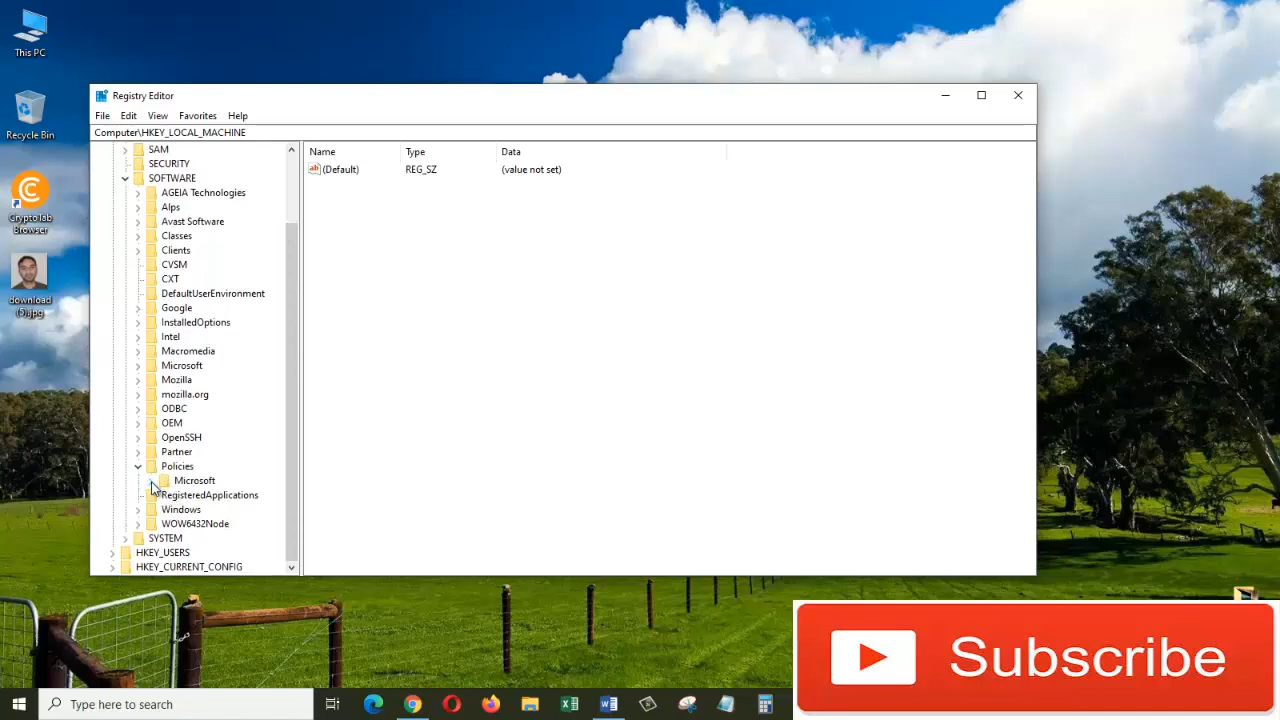 This PC
Recycle Bin
CryptoTab
Browser
download
(5).jpg
Registry Editor
File Edit View Favorites Help
Computer\HKEY_LOCAL_MACHINE
Name Type Data
(Default) REG_SZ (value not set)
SAM
SECURITY
SOFTWARE
AGEIA Technologies
Alps
Avast Software
Classes
Clients
CVSM
CXT
DefaultUserEnvironment
Google
InstalledOptions
Intel
Macromedia
Microsoft
Mozilla
mozilla.org
ODBC
OEM
OpenSSH
Partner
Policies
Microsoft
RegisteredApplications
Windows
WOW6432Node
SYSTEM
HKEY_USERS
HKEY_CURRENT_CONFIG
Subscribe
Type here to search